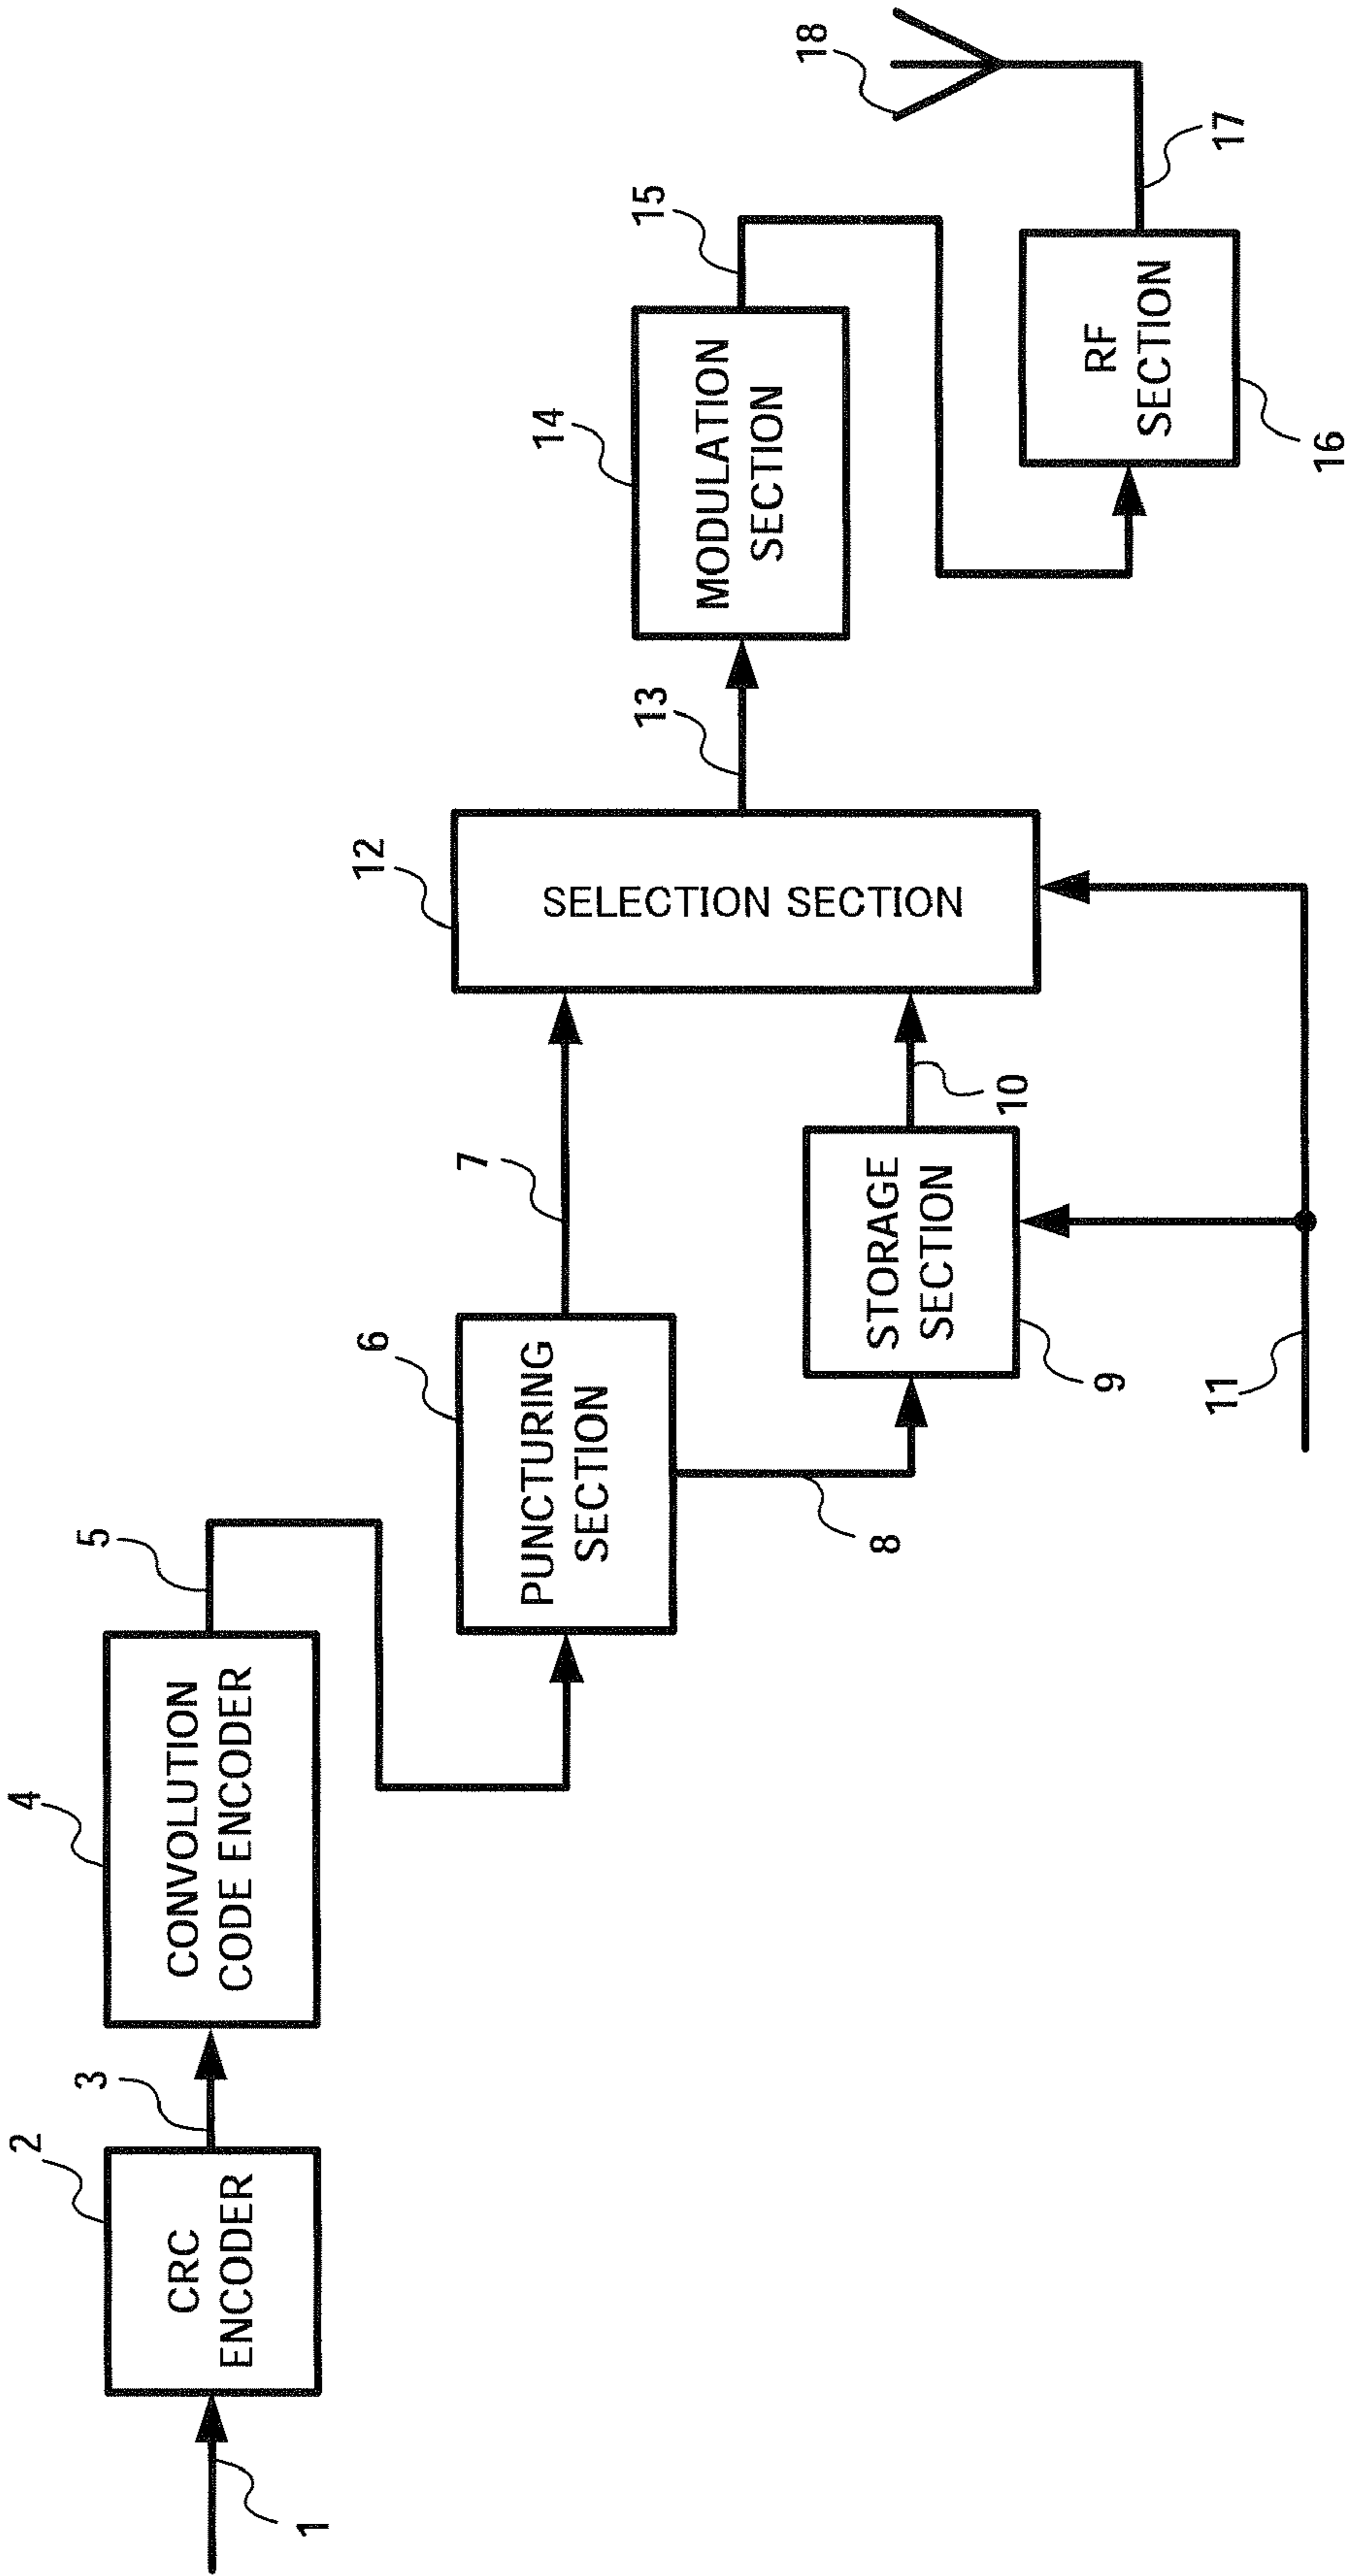 1
2
CRC
ENCODER
3
4
CONVOLUTION
CODE ENCODER
5
6
PUNCTURING
SECTION
7
8
STORAGE
SECTION
9
10
11
12
SELECTION SECTION
13
14
MODULATION
SECTION
15
RF
SECTION
16
17
18